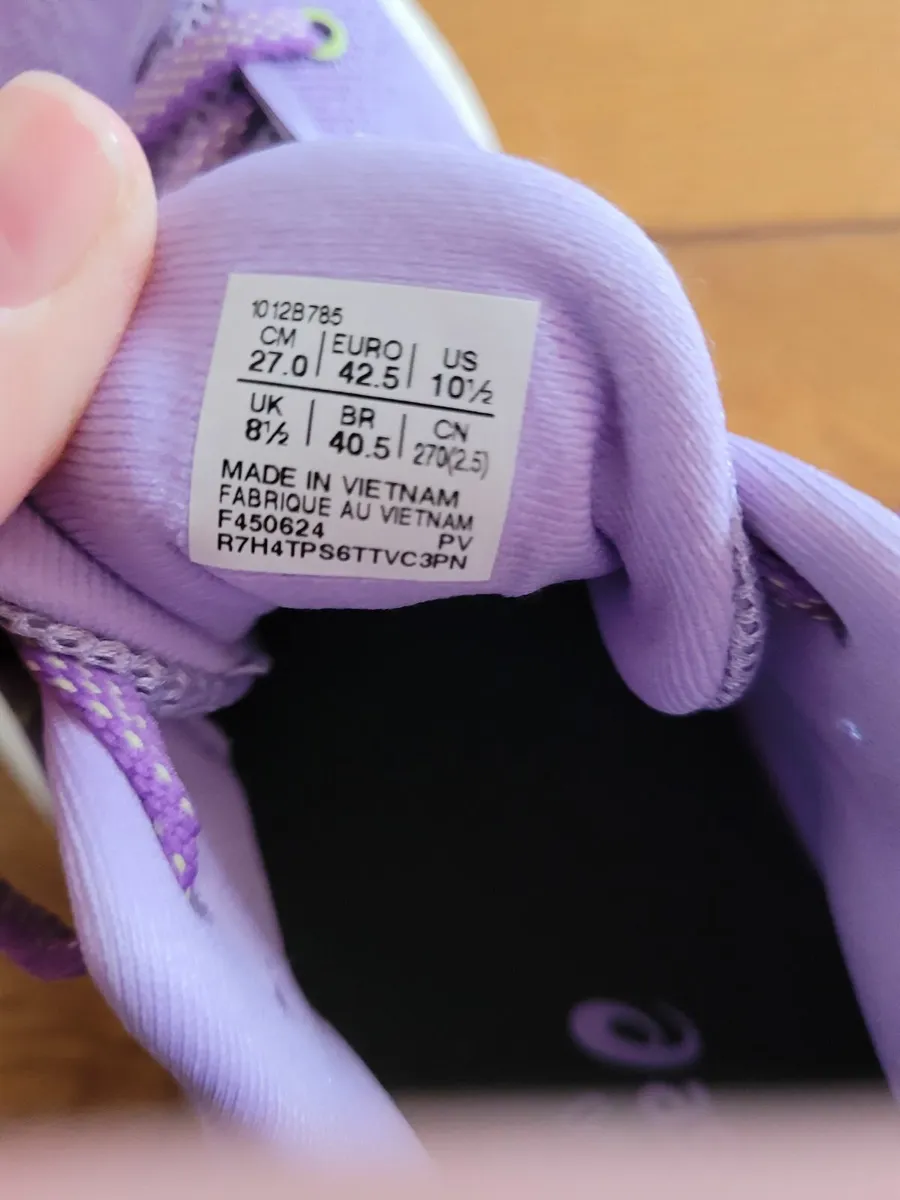 1012B785
CM | EURO | US
27.0 | 42.5 | 10½
UK | BR | CN
8½ | 40.5 | 270(2.5)
MADE IN VIETNAM
FABRIQUE AU VIETNAM
F450624 PV
R7H4TPS6TTVC3PN